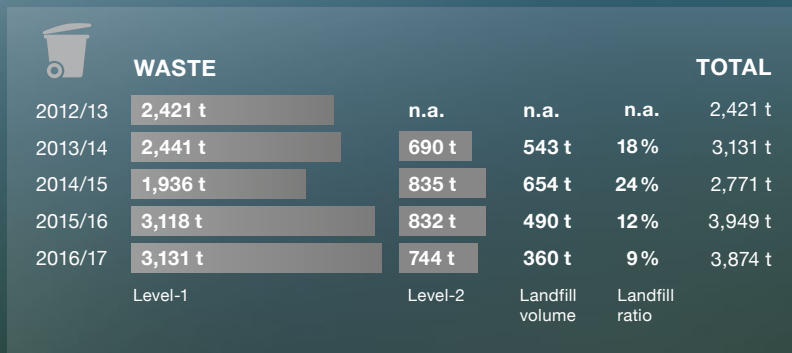 WASTE TOTAL
2012/13 2,421 t n.a. n.a. n.a. 2,421 t
2013/14 2,441 t 690 t 543 t 18 % 3,131 t
2014/15 1,936 t 835 t 654 t 24 % 2,771 t
2015/16 3,118 t 832 t 490 t 12 % 3,949 t
2016/17 3,131 t 744 t 360 t 9 % 3,874 t
Level-1 Level-2 Landfill volume Landfill ratio